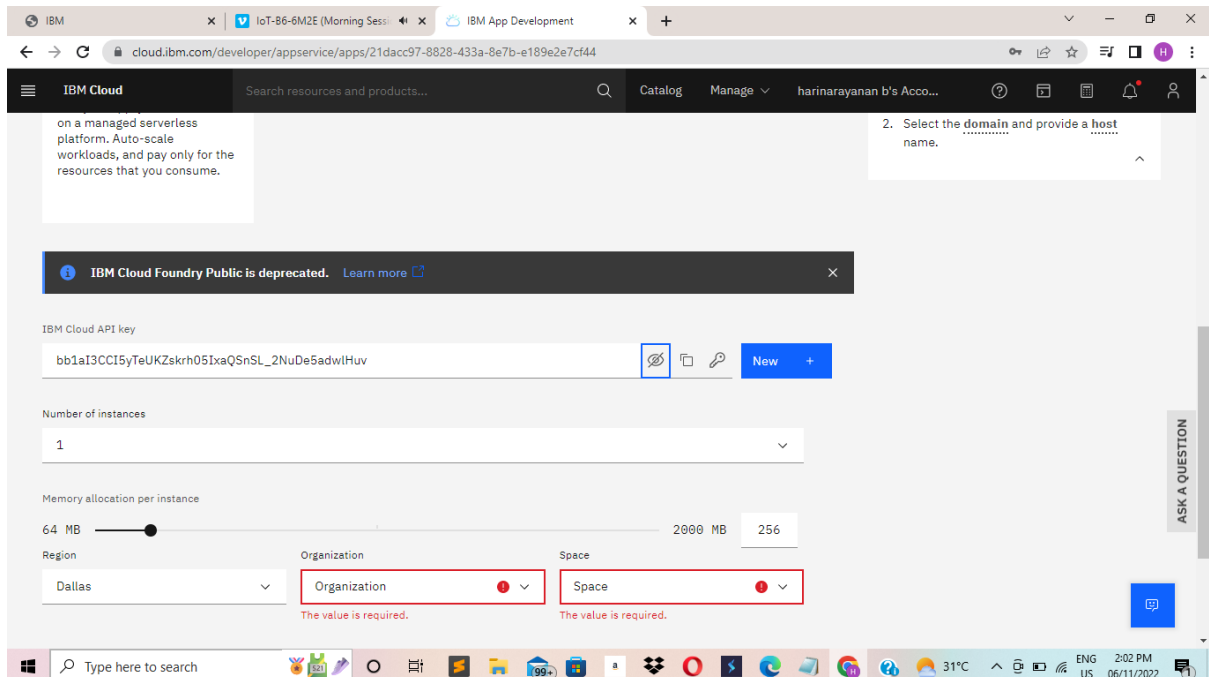 IBM
IoT-B6-6M2E (Morning Sessi
IBM App Development
cloud.ibm.com/developer/appservice/apps/21dacc97-8828-433a-8e7b-e189e2e7cf44
H
IBM Cloud
Search resources and products...
Catalog
Manage
harinarayanan b's Acco...
on a managed serverless
platform. Auto-scale
workloads, and pay only for the
resources that you consume.
2. Select the domain and provide a host
name.
IBM Cloud Foundry Public is deprecated. Learn more
IBM Cloud API key
bb1aI3CCI5yTeUKZskrh05IxaQSnSL_2NuDe5adwlHuv
New +
Number of instances
1
Memory allocation per instance
64 MB
2000 MB
256
Region
Organization
Space
Dallas
Organization
Space
The value is required.
The value is required.
ASK A QUESTION
Type here to search
99+
31°C
ENG
US
2:02 PM
06/11/2022